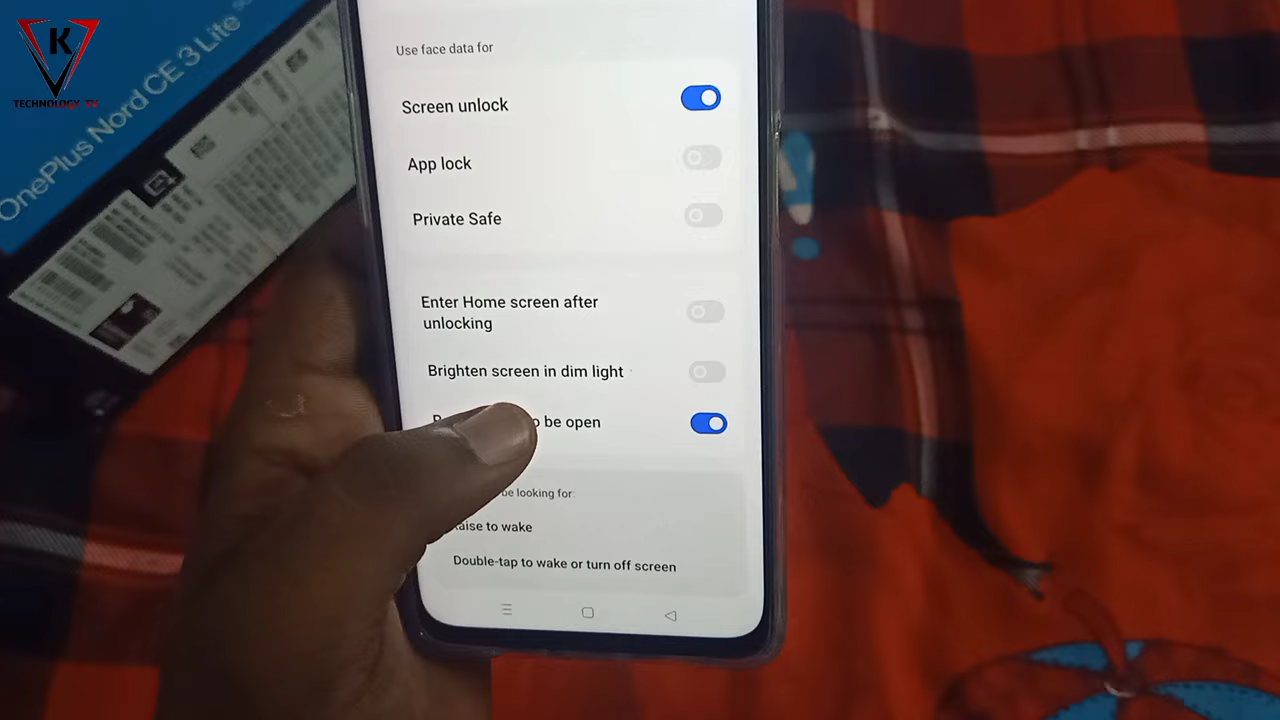 K
TECHNOLOGY TV
OnePlus Nord CE 3 Lite
Use face data for
Screen unlock
App lock
Private Safe
Enter Home screen after
unlocking
Brighten screen in dim light
be open
be looking for:
Raise to wake
Double-tap to wake or turn off screen